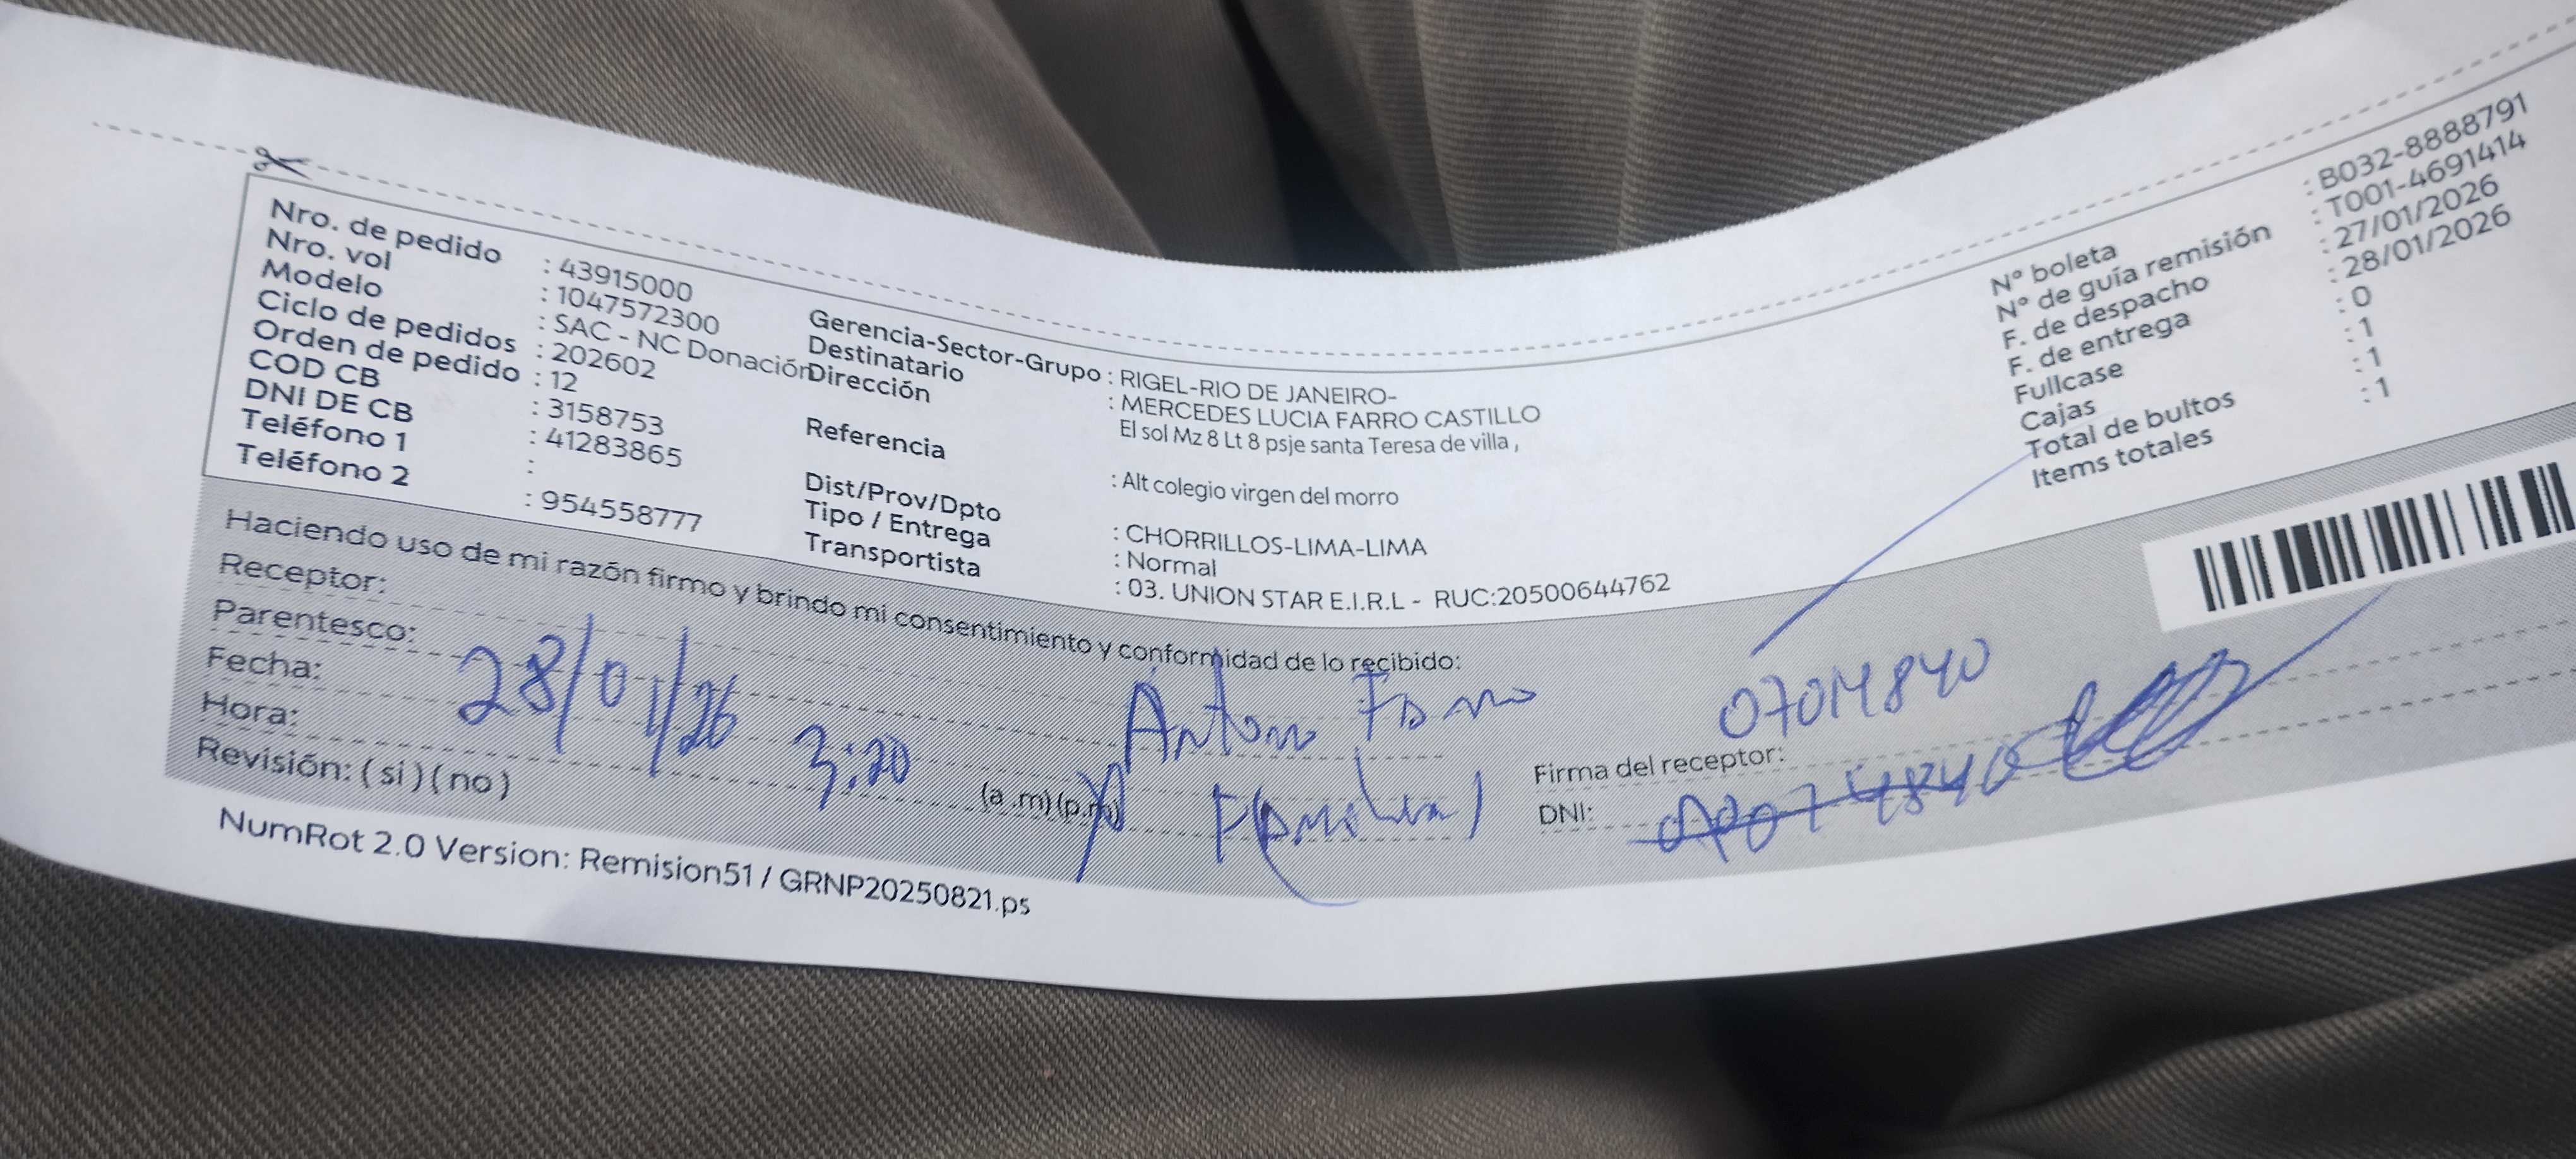 Nro. de pedido : 43915000
Nro. vol : 1047572300
Modelo : SAC - NC Donación
Ciclo de pedidos : 202602
Orden de pedido : 12
COD CB : 3158753
DNI DE CB : 41283865
Teléfono 1 :
Teléfono 2 : 954558777
Gerencia-Sector-Grupo : RIGEL-RIO DE JANEIRO-
Destinatario : MERCEDES LUCIA FARRO CASTILLO
Dirección El sol Mz 8 Lt 8 psje santa Teresa de villa ,
Referencia : Alt colegio virgen del morro
Dist/Prov/Dpto : CHORRILLOS-LIMA-LIMA
Tipo / Entrega : Normal
Transportista : 03. UNION STAR E.I.R.L - RUC:20500644762
N° boleta : B032-8888791
N° de guía remisión : T001-4691414
F. de despacho : 27/01/2026
F. de entrega : 28/01/2026
Fullcase : 0
Cajas : 1
Total de bultos : 1
Items totales : 1
Haciendo uso de mi razón firmo y brindo mi consentimiento y conformidad de lo recibido:
Receptor:
Parentesco:
Fecha: 28/01/26
Hora: 3:20 (a.m)(p.m)
Revisión: ( si ) ( no )
Firma del receptor:
DNI:
NumRot 2.0 Version: Remision51 / GRNP20250821.ps